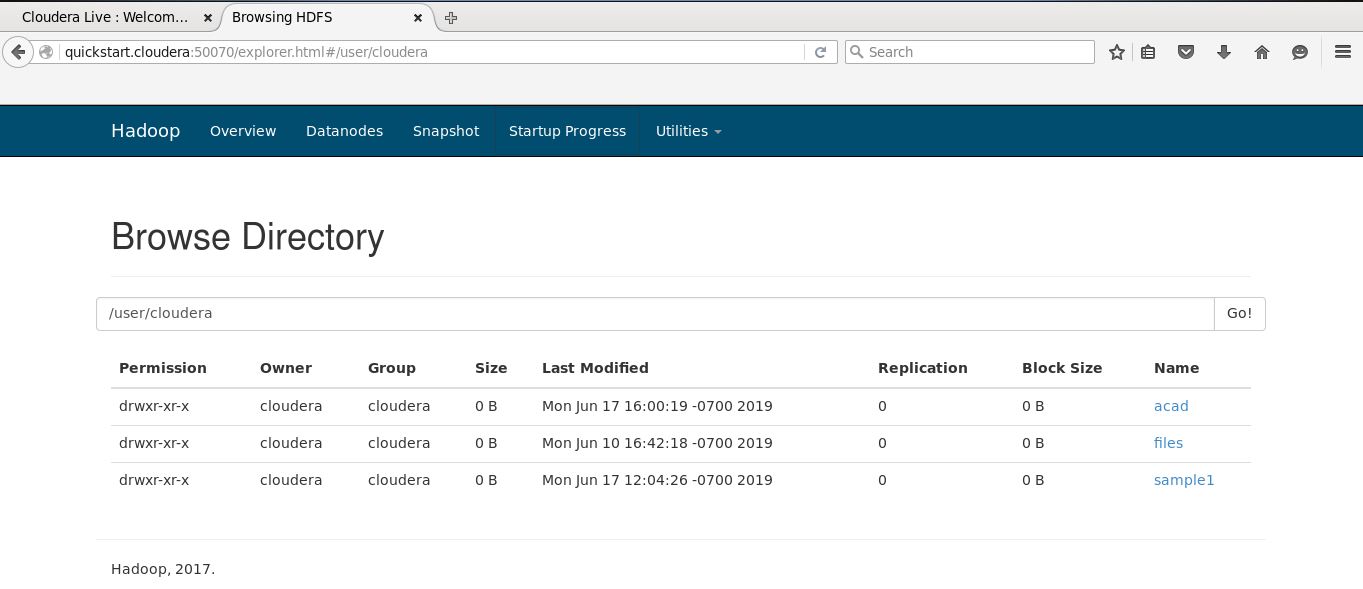 Cloudera Live : Welcom... Browsing HDFS
quickstart.cloudera:50070/explorer.html#/user/cloudera Search
Hadoop Overview Datanodes Snapshot Startup Progress Utilities
Browse Directory
/user/cloudera Go!
Permission Owner Group Size Last Modified Replication Block Size Name
drwxr-xr-x cloudera cloudera 0 B Mon Jun 17 16:00:19 -0700 2019 0 0 B acad
drwxr-xr-x cloudera cloudera 0 B Mon Jun 10 16:42:18 -0700 2019 0 0 B files
drwxr-xr-x cloudera cloudera 0 B Mon Jun 17 12:04:26 -0700 2019 0 0 B sample1
Hadoop, 2017.